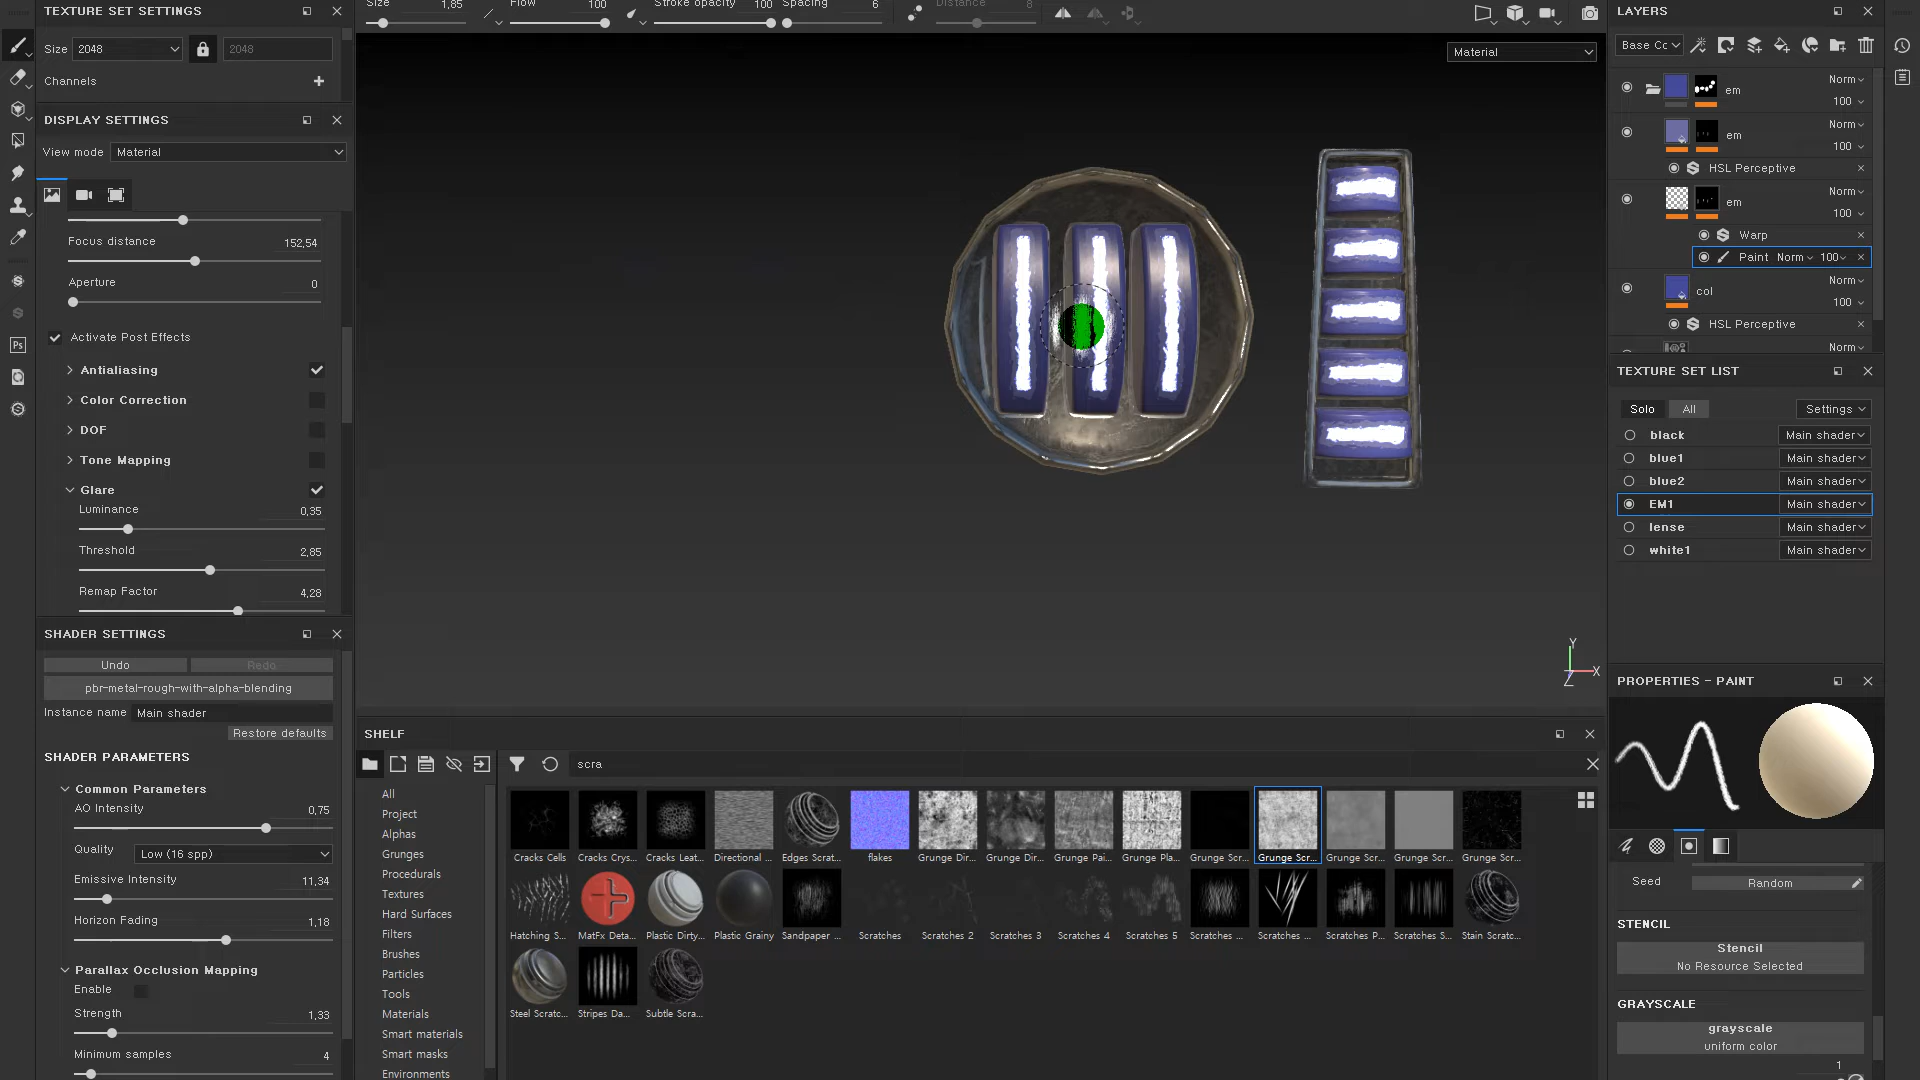 TEXTURE SET SETTINGS
Size 2048 2048
Channels
DISPLAY SETTINGS
View mode Material
Focus distance 152,54
Aperture 0
Activate Post Effects
Antialiasing
Color Correction
DOF
Tone Mapping
Glare
Luminance 0,35
Threshold 2,85
Remap Factor 4,28
SHADER SETTINGS
Undo Redo
pbr-metal-rough-with-alpha-blending
Instance name Main shader
Restore defaults
SHADER PARAMETERS
Common Parameters
AO Intensity 0,75
Quality Low (16 spp)
Emissive Intensity 11,34
Horizon Fading 1,18
Parallax Occlusion Mapping
Enable
Strength 1,33
Minimum samples 4
Size 1,85 Flow 100 Stroke opacity 100 Spacing 6 Distance 8
Material
Y
X
Z
SHELF
scra
All
Project
Alphas
Grunges
Procedurals
Textures
Hard Surfaces
Filters
Brushes
Particles
Tools
Materials
Smart materials
Smart masks
Environments
Cracks Cells Cracks Crys... Cracks Leat... Directional ... Edges Scrat... flakes Grunge Dir... Grunge Dir... Grunge Pai... Grunge Pla... Grunge Scr... Grunge Scr... Grunge Scr... Grunge Scr... Grunge Scr...
Hatching S... MatFx Deta... Plastic Dirty... Plastic Grainy Sandpaper ... Scratches Scratches 2 Scratches 3 Scratches 4 Scratches 5 Scratches ... Scratches ... Scratches P... Scratches S... Stain Scratc...
Steel Scratc... Stripes Da... Subtle Scra...
LAYERS
Base Cc
em Norm
100
em Norm
100
HSL Perceptive
em Norm
100
Warp
Paint Norm 100
col Norm
100
HSL Perceptive
Norm
TEXTURE SET LIST
Solo All Settings
black Main shader
blue1 Main shader
blue2 Main shader
EM1 Main shader
lense Main shader
white1 Main shader
PROPERTIES - PAINT
Seed Random
STENCIL
Stencil
No Resource Selected
GRAYSCALE
grayscale
uniform color
1
Ps